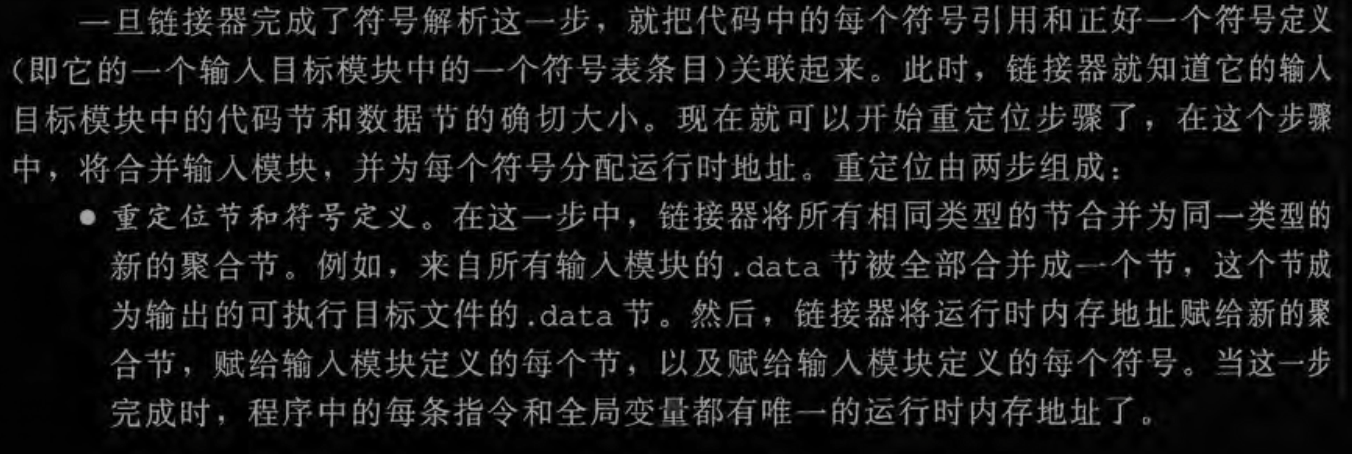 一旦链接器完成了符号解析这一步，就把代码中的每个符号引用和正好一个符号定义
(即它的一个输入目标模块中的一个符号表条目)关联起来。此时，链接器就知道它的输入
目标模块中的代码节和数据节的确切大小。现在就可以开始重定位步骤了，在这个步骤
中，将合并输入模块，并为每个符号分配运行时地址。重定位由两步组成：
● 重定位节和符号定义。在这一步中，链接器将所有相同类型的节合并为同一类型的
新的聚合节。例如，来自所有输入模块的.data 节被全部合并成一个节，这个节成
为输出的可执行目标文件的.data 节。然后，链接器将运行时内存地址赋给新的聚
合节，赋给输入模块定义的每个节，以及赋给输入模块定义的每个符号。当这一步
完成时，程序中的每条指令和全局变量都有唯一的运行时内存地址了。